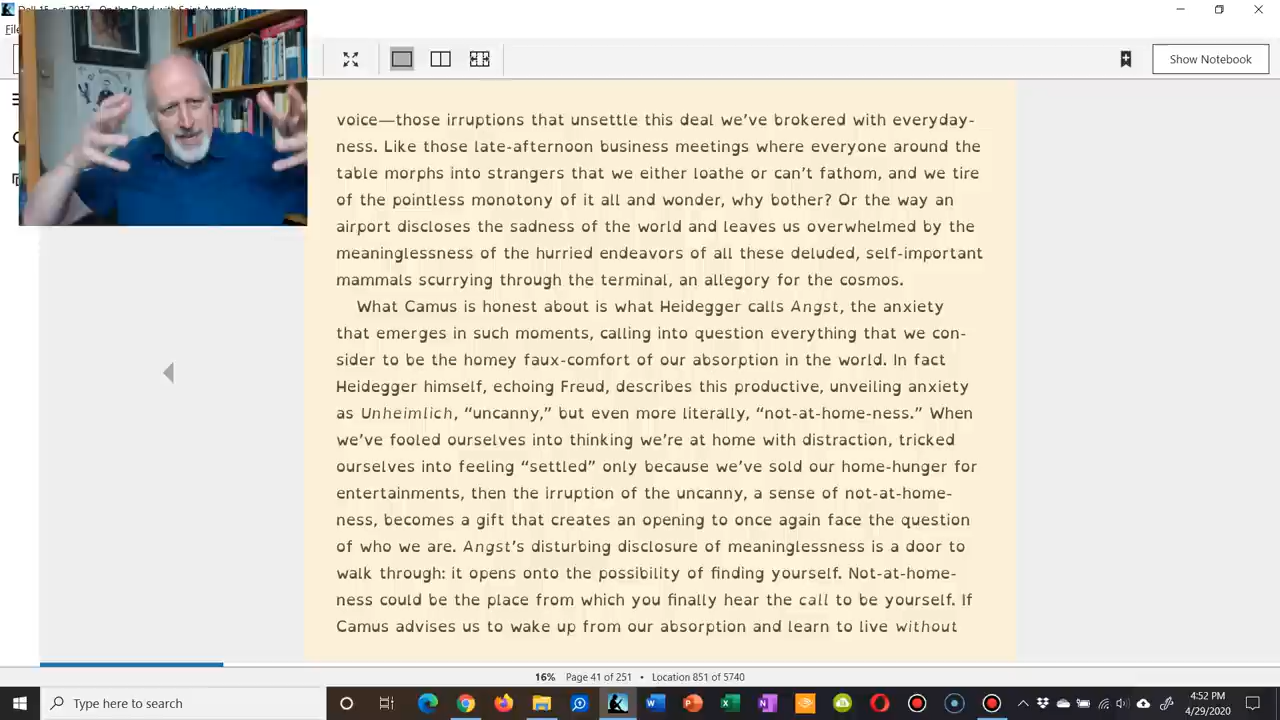 Dell 15 oct 2017 - On the Road with Saint Augustine
File
Show Notebook
voice—those irruptions that unsettle this deal we’ve brokered with everyday-
ness. Like those late-afternoon business meetings where everyone around the
table morphs into strangers that we either loathe or can’t fathom, and we tire
of the pointless monotony of it all and wonder, why bother? Or the way an
airport discloses the sadness of the world and leaves us overwhelmed by the
meaninglessness of the hurried endeavors of all these deluded, self-important
mammals scurrying through the terminal, an allegory for the cosmos.
What Camus is honest about is what Heidegger calls Angst, the anxiety
that emerges in such moments, calling into question everything that we con-
sider to be the homey faux-comfort of our absorption in the world. In fact
Heidegger himself, echoing Freud, describes this productive, unveiling anxiety
as Unheimlich, “uncanny,” but even more literally, “not-at-home-ness.” When
we’ve fooled ourselves into thinking we’re at home with distraction, tricked
ourselves into feeling “settled” only because we’ve sold our home-hunger for
entertainments, then the irruption of the uncanny, a sense of not-at-home-
ness, becomes a gift that creates an opening to once again face the question
of who we are. Angst’s disturbing disclosure of meaninglessness is a door to
walk through: it opens onto the possibility of finding yourself. Not-at-home-
ness could be the place from which you finally hear the call to be yourself. If
Camus advises us to wake up from our absorption and learn to live without
16% Page 41 of 251 • Location 851 of 5740
Type here to search
4:52 PM
4/29/2020